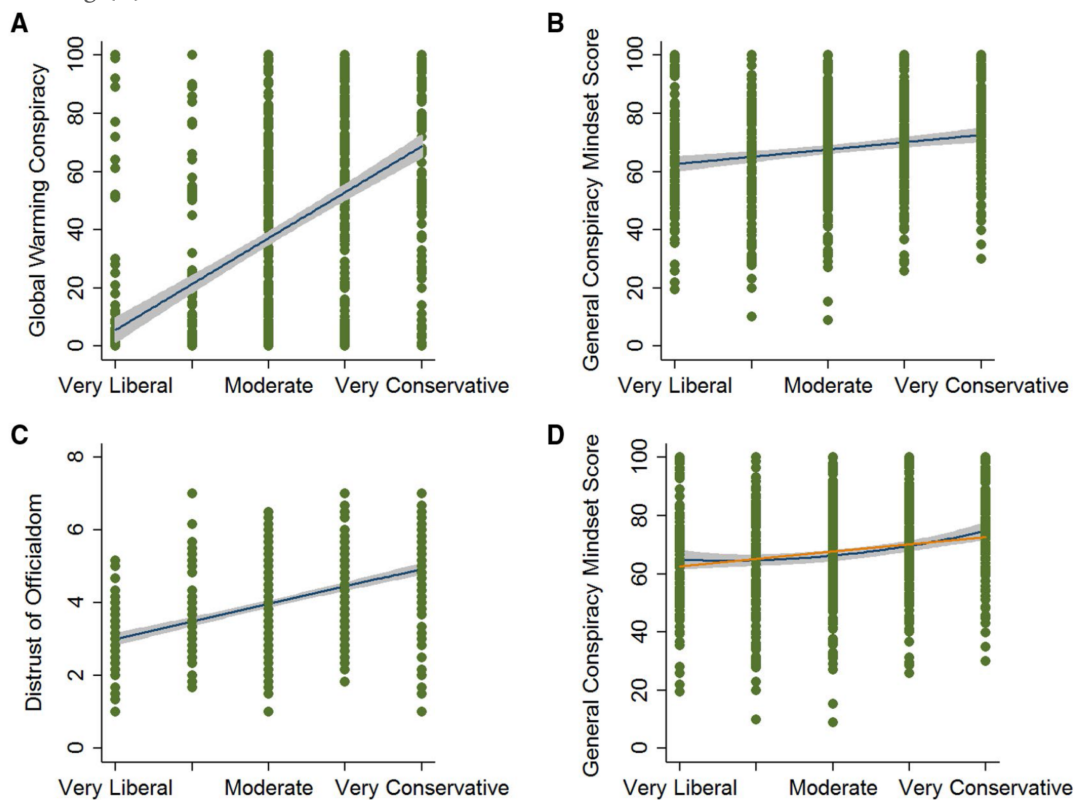 A
Global Warming Conspiracy
0 20 40 60 80 100
Very Liberal Moderate Very Conservative
B
General Conspiracy Mindset Score
0 20 40 60 80 100
Very Liberal Moderate Very Conservative
C
Distrust of Officialdom
0 2 4 6 8
Very Liberal Moderate Very Conservative
D
General Conspiracy Mindset Score
0 20 40 60 80 100
Very Liberal Moderate Very Conservative